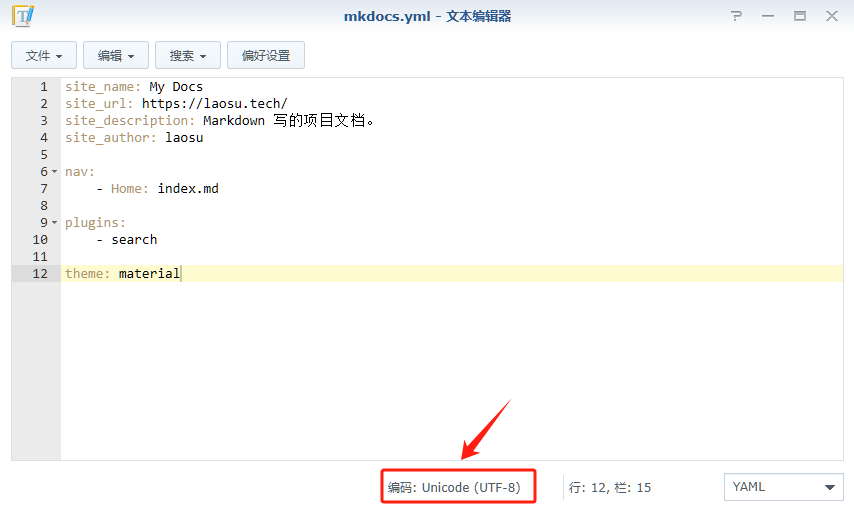 mkdocs.yml - 文本编辑器
文件 编辑 搜索 偏好设置
1 site_name: My Docs
2 site_url: https://laosu.tech/
3 site_description: Markdown 写的项目文档。
4 site_author: laosu
5
6 nav:
7     - Home: index.md
8
9 plugins:
10     - search
11
12 theme: material
编码: Unicode (UTF-8) 行: 12, 栏: 15 YAML